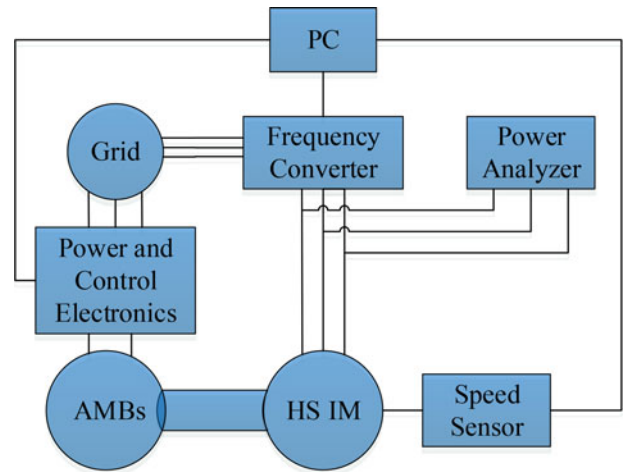 PC
Grid
Frequency
Converter
Power
Analyzer
Power and
Control
Electronics
AMBs
HS IM
Speed
Sensor